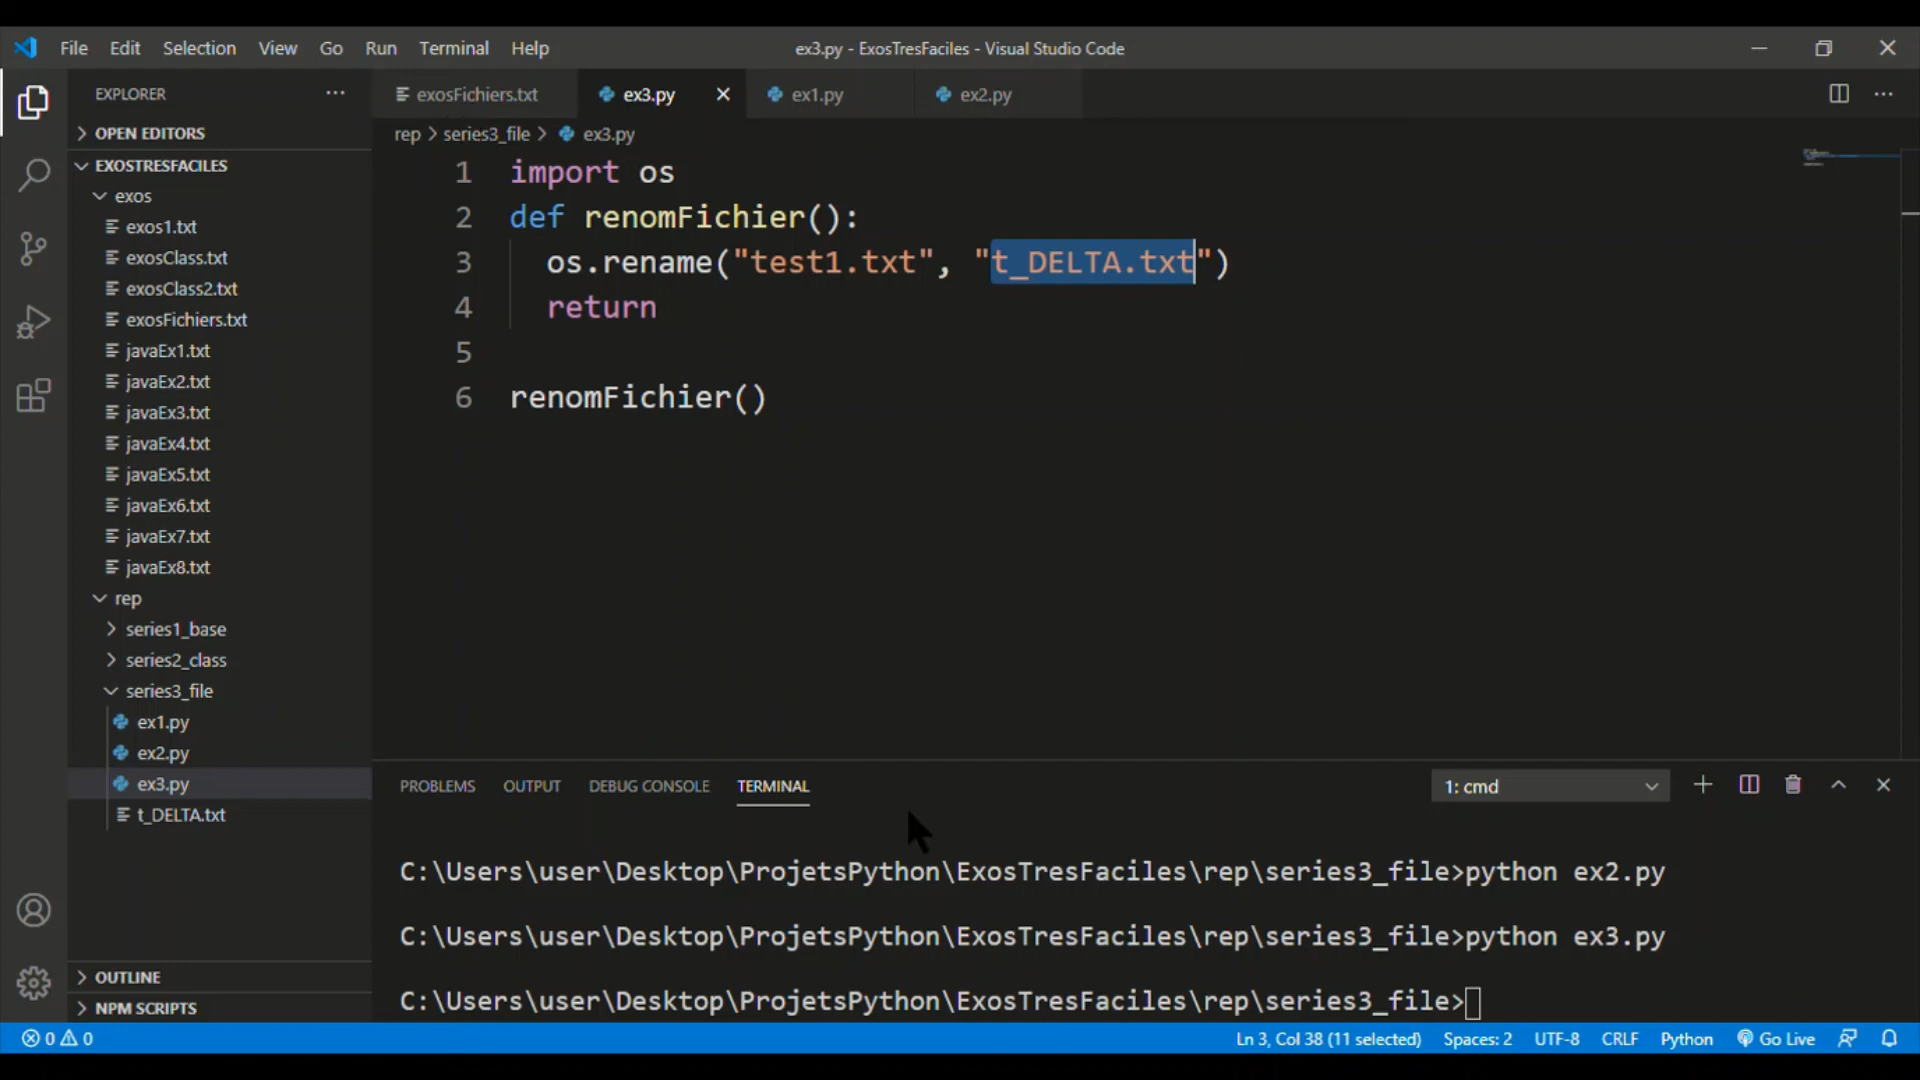 File Edit Selection View Go Run Terminal Help
ex3.py - ExosTresFaciles - Visual Studio Code
EXPLORER
OPEN EDITORS
EXOSTRESFACILES
exos
exos1.txt
exosClass.txt
exosClass2.txt
exosFichiers.txt
javaEx1.txt
javaEx2.txt
javaEx3.txt
javaEx4.txt
javaEx5.txt
javaEx6.txt
javaEx7.txt
javaEx8.txt
rep
series1_base
series2_class
series3_file
ex1.py
ex2.py
ex3.py
t_DELTA.txt
OUTLINE
NPM SCRIPTS
exosFichiers.txt ex3.py ex1.py ex2.py
rep > series3_file > ex3.py
1 import os
2 def renomFichier():
3 os.rename("test1.txt", "t_DELTA.txt")
4 return
5
6 renomFichier()
PROBLEMS OUTPUT DEBUG CONSOLE TERMINAL 1: cmd
C:\Users\user\Desktop\ProjetsPython\ExosTresFaciles\rep\series3_file>python ex2.py
C:\Users\user\Desktop\ProjetsPython\ExosTresFaciles\rep\series3_file>python ex3.py
C:\Users\user\Desktop\ProjetsPython\ExosTresFaciles\rep\series3_file>
0 0 Ln 3, Col 38 (11 selected) Spaces: 2 UTF-8 CRLF Python Go Live